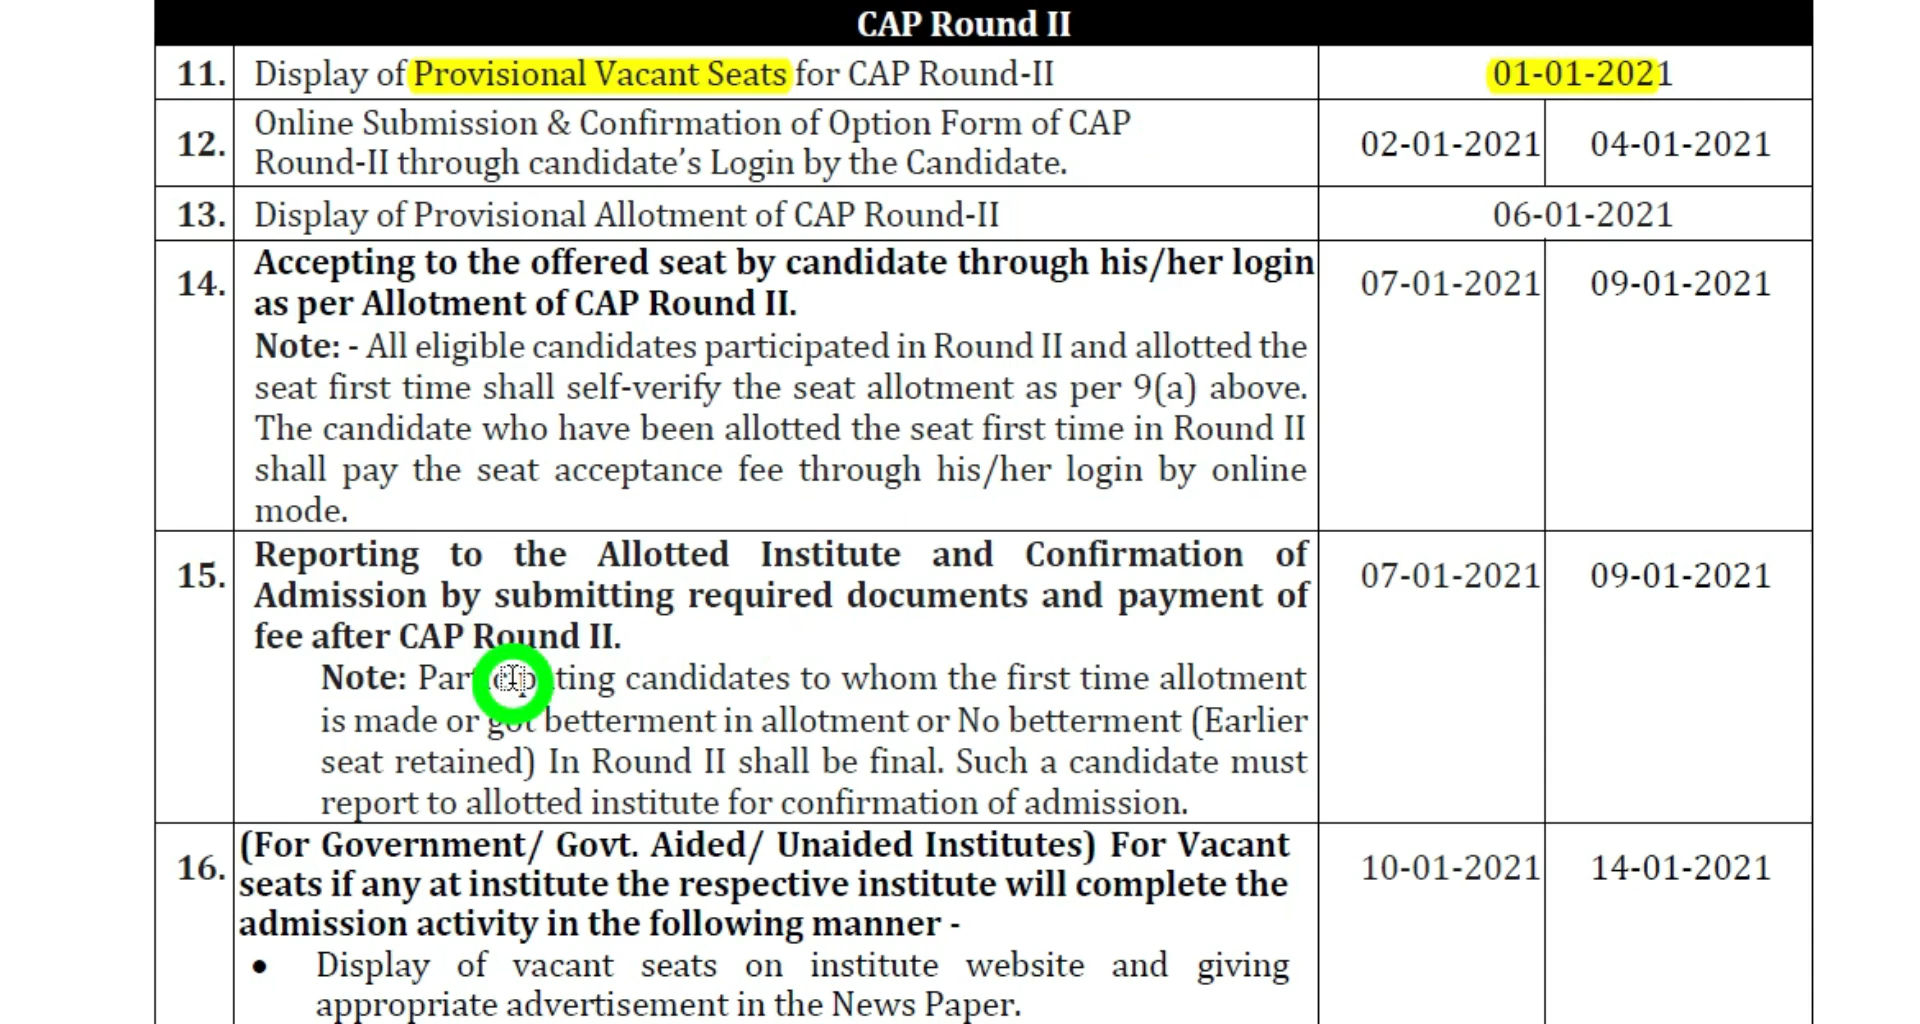 CAP Round II
11. Display of Provisional Vacant Seats for CAP Round-II 01-01-2021
12. Online Submission & Confirmation of Option Form of CAP
Round-II through candidate's Login by the Candidate. 02-01-2021 04-01-2021
13. Display of Provisional Allotment of CAP Round-II 06-01-2021
14. Accepting to the offered seat by candidate through his/her login 07-01-2021 09-01-2021
as per Allotment of CAP Round II.
Note: - All eligible candidates participated in Round II and allotted the
seat first time shall self-verify the seat allotment as per 9(a) above.
The candidate who have been allotted the seat first time in Round II
shall pay the seat acceptance fee through his/her login by online
mode.
15. Reporting to the Allotted Institute and Confirmation of 07-01-2021 09-01-2021
Admission by submitting required documents and payment of
fee after CAP Round II.
Note: Participating candidates to whom the first time allotment
is made or got betterment in allotment or No betterment (Earlier
seat retained) In Round II shall be final. Such a candidate must
report to allotted institute for confirmation of admission.
16. (For Government/ Govt. Aided/ Unaided Institutes) For Vacant 10-01-2021 14-01-2021
seats if any at institute the respective institute will complete the
admission activity in the following manner -
• Display of vacant seats on institute website and giving
appropriate advertisement in the News Paper.